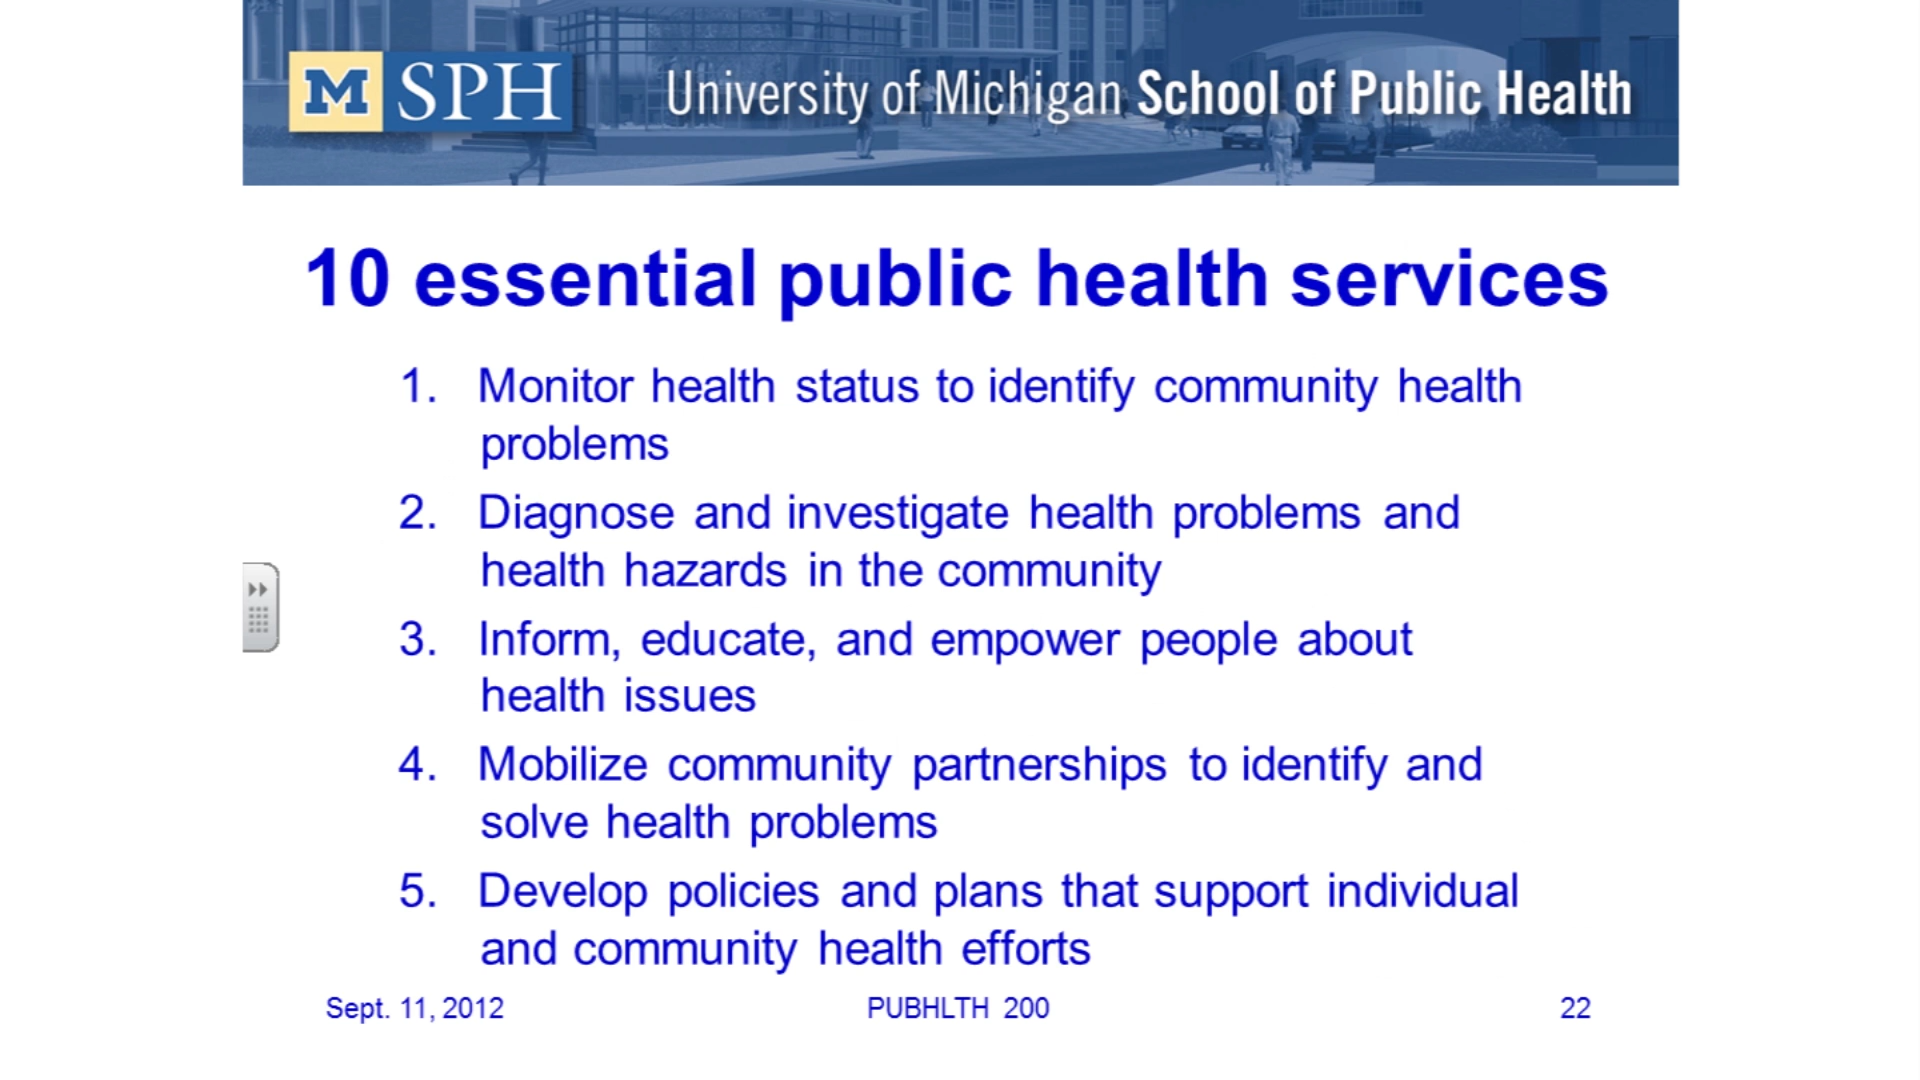 M SPH
University of Michigan School of Public Health
10 essential public health services
1. Monitor health status to identify community health
problems
2. Diagnose and investigate health problems and
health hazards in the community
3. Inform, educate, and empower people about
health issues
4. Mobilize community partnerships to identify and
solve health problems
5. Develop policies and plans that support individual
and community health efforts
Sept. 11, 2012
PUBHLTH 200
22